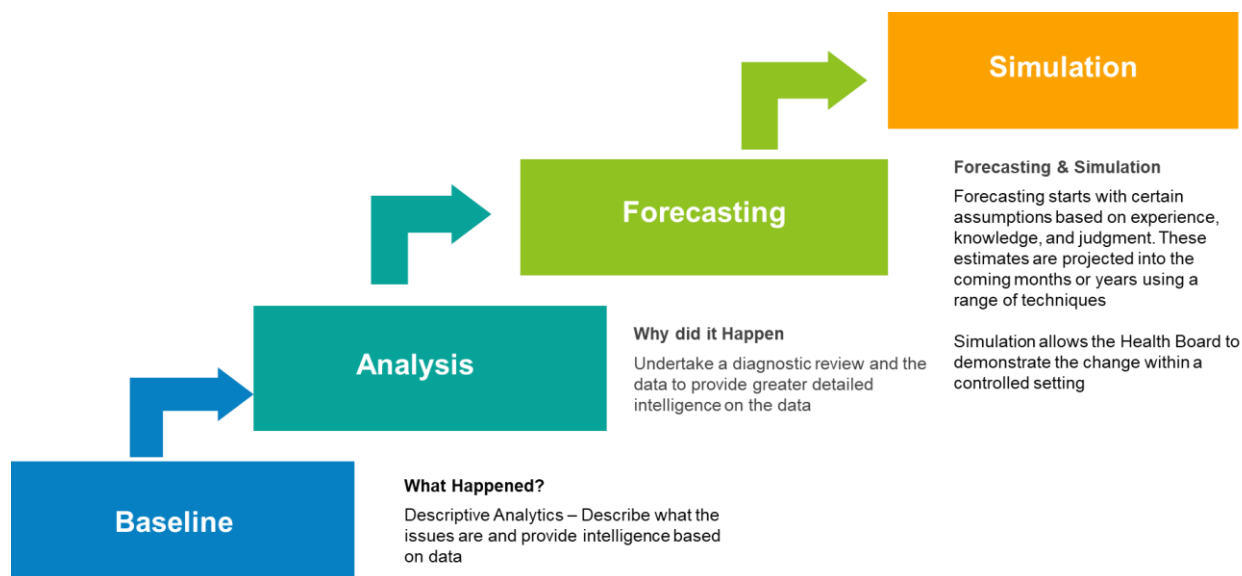 Simulation
Forecasting & Simulation
Forecasting starts with certain
assumptions based on experience,
knowledge, and judgment. These
estimates are projected into the
coming months or years using a
range of techniques
Simulation allows the Health Board to
demonstrate the change within a
controlled setting
Forecasting
Why did it Happen
Undertake a diagnostic review and the
data to provide greater detailed
intelligence on the data
Analysis
What Happened?
Descriptive Analytics – Describe what the
issues are and provide intelligence based
on data
Baseline